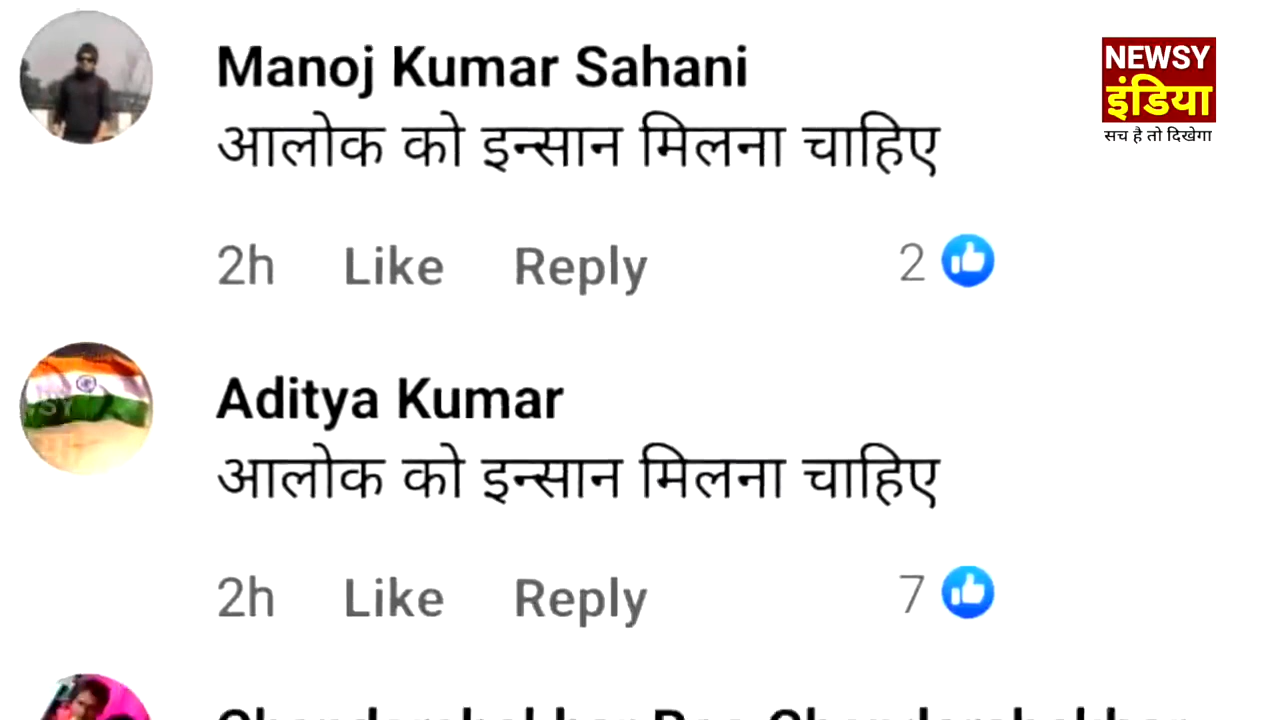 Manoj Kumar Sahani
आलोक को इन्सान मिलना चाहिए
2h Like Reply 2
NEWSY
इंडिया
सच है तो दिखेगा
Aditya Kumar
आलोक को इन्सान मिलना चाहिए
2h Like Reply 7